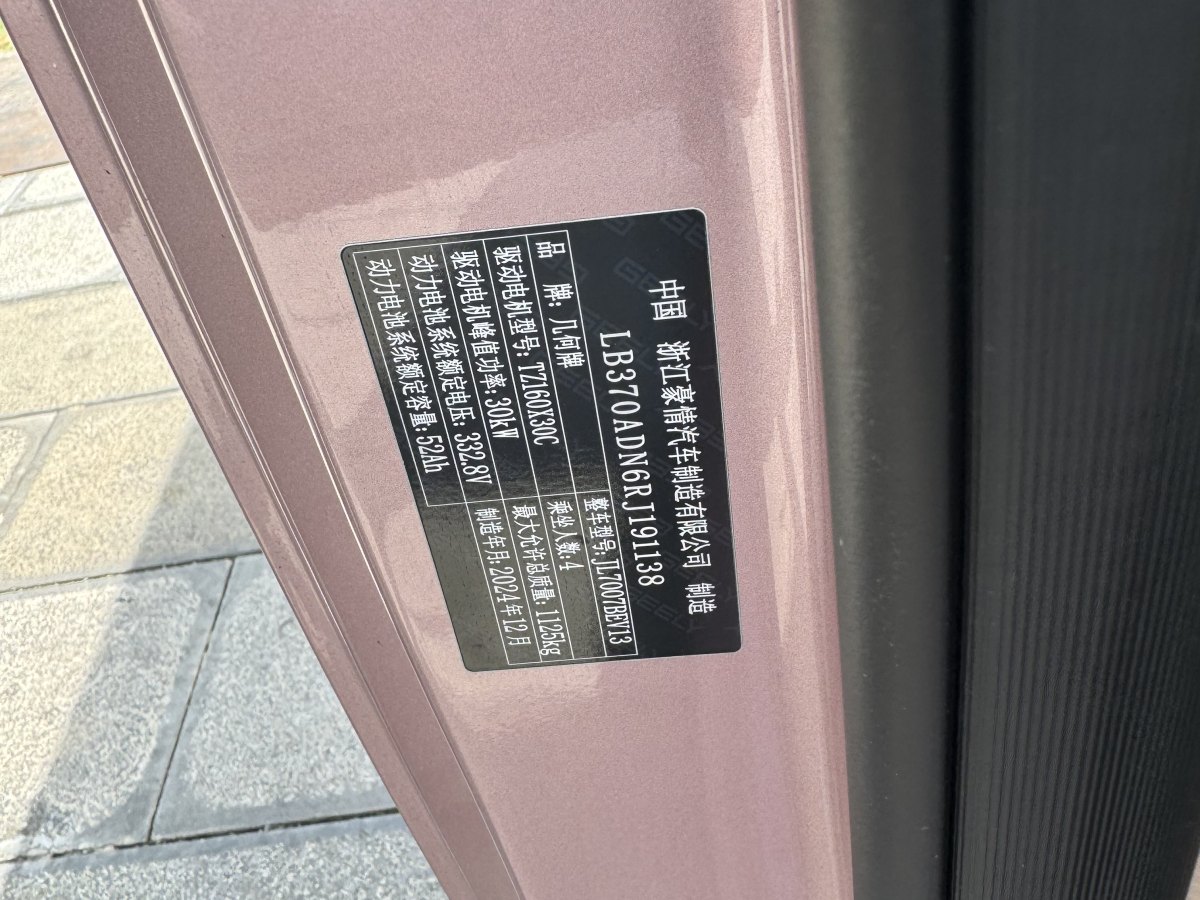 中国 浙江豪情汽车制造有限公司 制造
LB370ADN6RJ191138
品 牌: 几何牌
整车型号: JL7007BEV13
驱动电机型号: TZ160X30C
乘坐人数: 4
驱动电机峰值功率: 30kW
最大允许总质量: 1125kg
动力电池系统额定电压: 332.8V
制造年月: 2024年12月
动力电池系统额定容量: 52Ah
GEELY